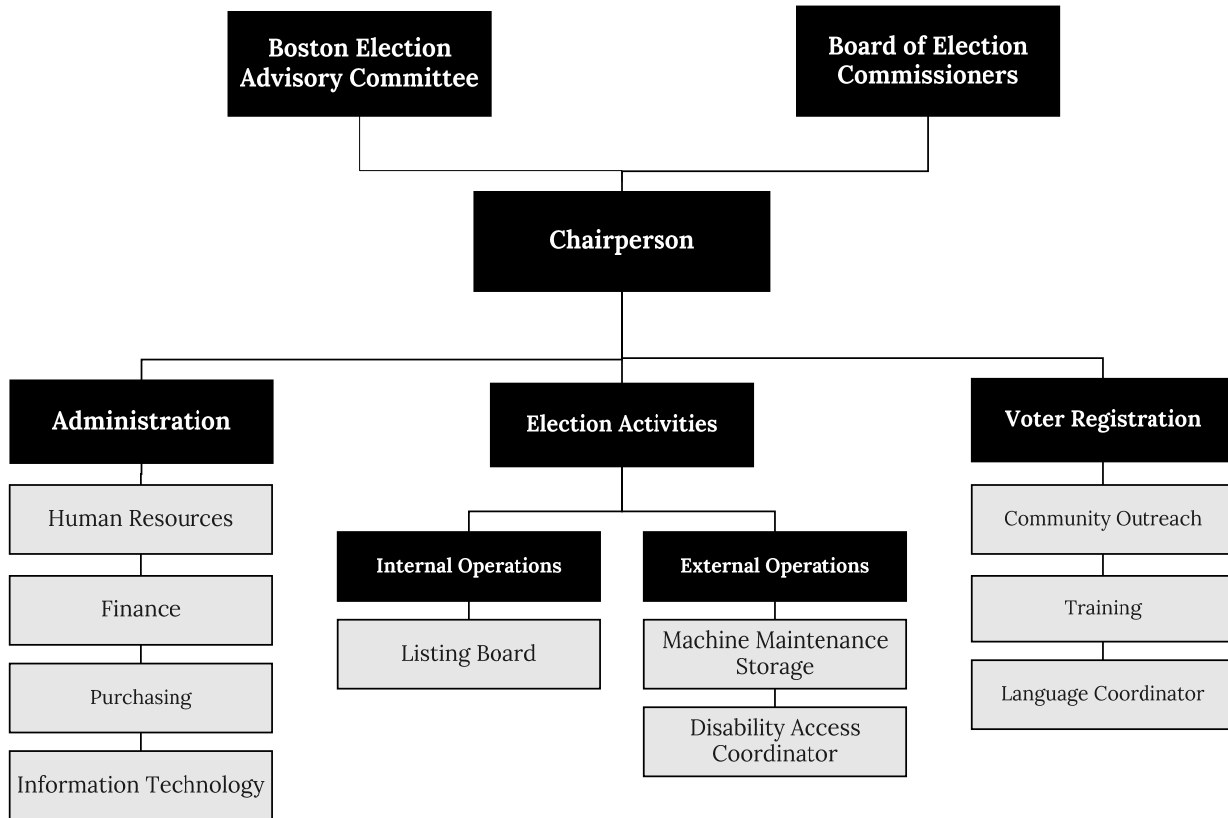 Boston Election
Advisory Committee
Board of Election
Commissioners
Chairperson
Administration
Election Activities
Voter Registration
Human Resources
Finance
Purchasing
Information Technology
Internal Operations
Listing Board
External Operations
Machine Maintenance
Storage
Disability Access
Coordinator
Community Outreach
Training
Language Coordinator